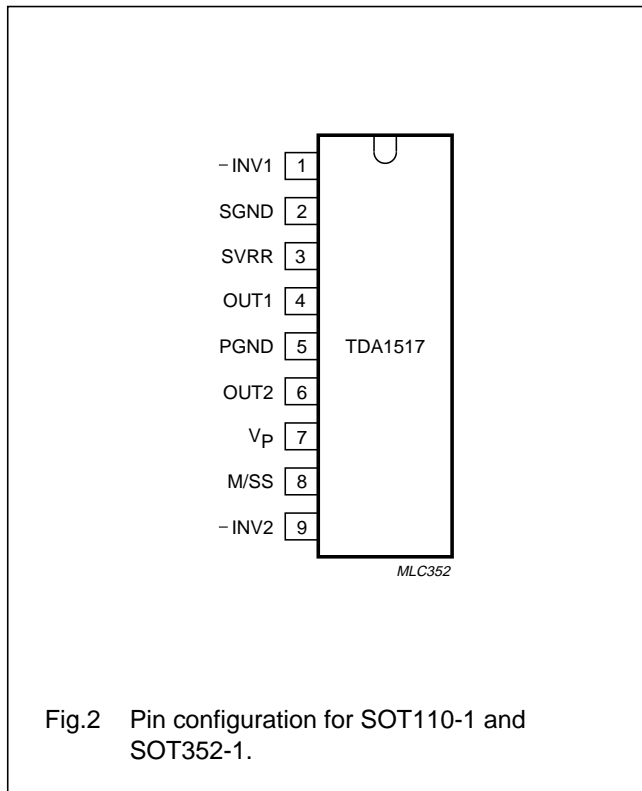 –INV1 1
SGND 2
SVRR 3
OUT1 4
PGND 5
TDA1517
OUT2 6
VP 7
M/SS 8
–INV2 9
MLC352
Fig.2 Pin configuration for SOT110-1 and
SOT352-1.